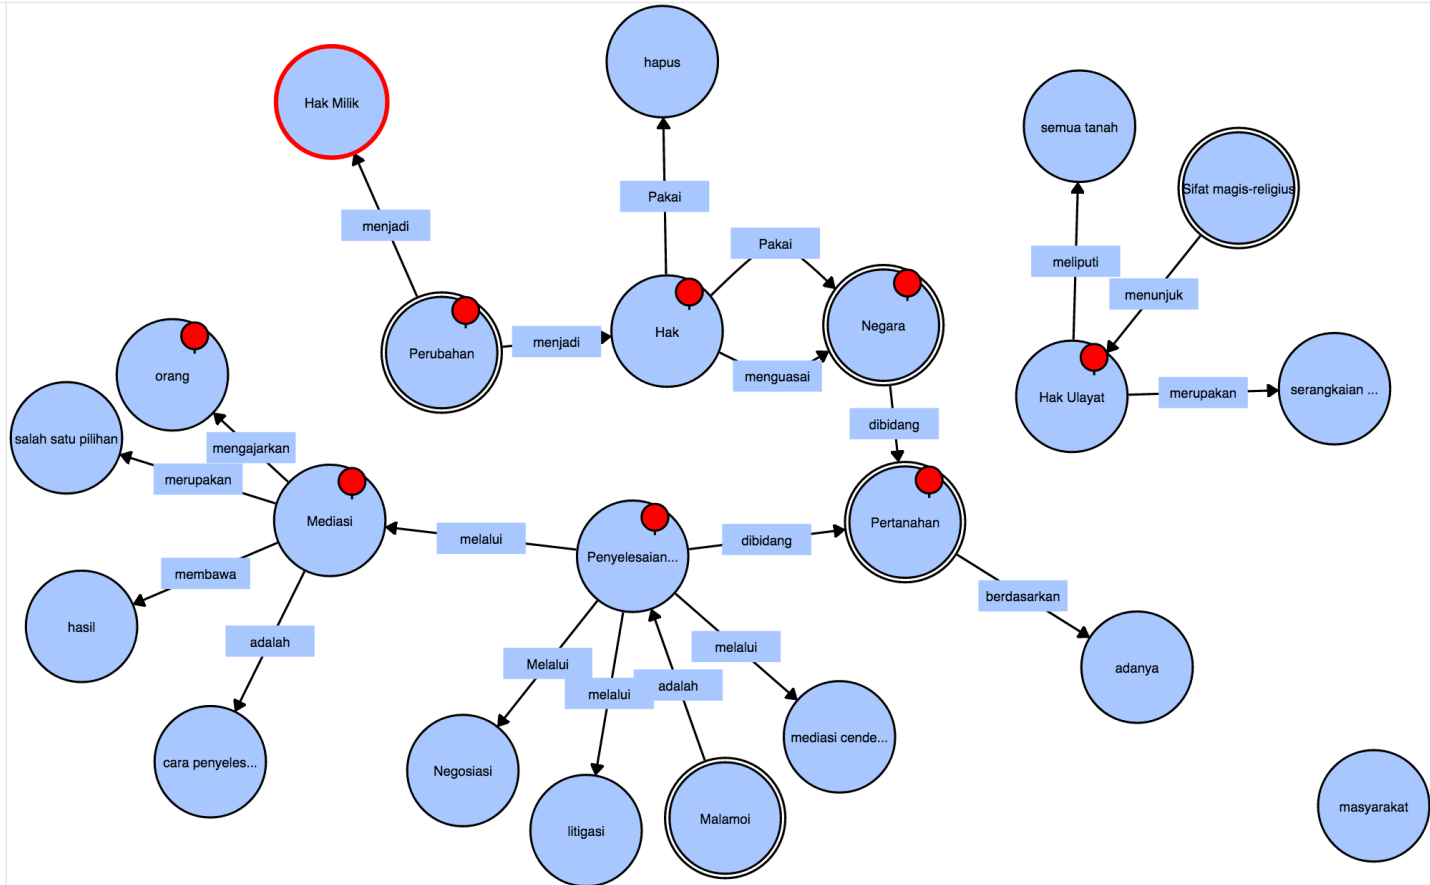 hapus
Hak Milik
semua tanah
Sifat magis-religius
Pakai
menjadi
Pakai
meliputi
menunjuk
Hak
Negara
menjadi
Perubahan
orang
menguasai
serangkaian ...
merupakan
Hak Ulayat
dibidang
salah satu pilihan
mengajarkan
merupakan
Mediasi
Pertanahan
melalui
dibidang
Penyelesaian...
membawa
berdasarkan
hasil
adalah
melalui
Melalui
adanya
melalui
adalah
mediasi cende...
cara penyeles...
Negosiasi
masyarakat
Malamoi
litigasi